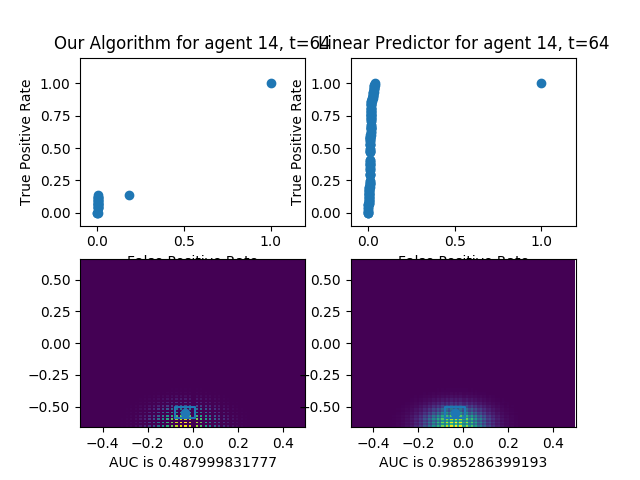 Our Algorithm for agent 14, t=64
Linear Predictor for agent 14, t=64
True Positive Rate
1.00
0.75
0.50
0.25
0.00
0.0 0.5 1.0
False Positive Rate
True Positive Rate
1.00
0.75
0.50
0.25
0.00
0.0 0.5 1.0
False Positive Rate
0.50
0.25
0.00
−0.25
−0.50
−0.4 −0.2 0.0 0.2 0.4
AUC is 0.487999831777
0.50
0.25
0.00
−0.25
−0.50
−0.4 −0.2 0.0 0.2 0.4
AUC is 0.985286399193